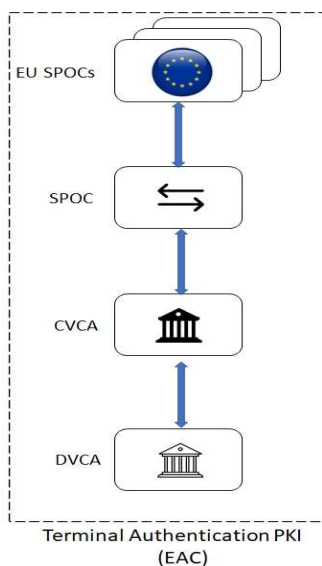 EU SPOCs
SPOC
CVCA
DVCA
Terminal Authentication PKI
(EAC)